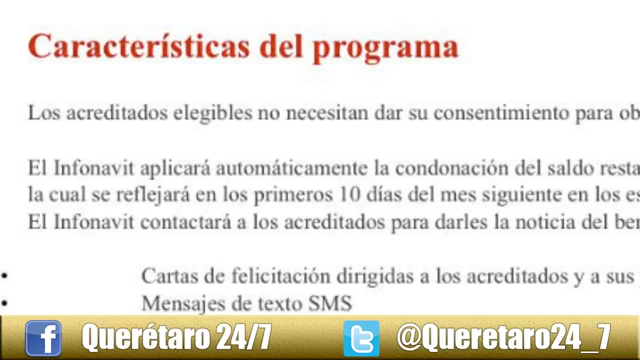 Características del programa
Los acreditados elegibles no necesitan dar su consentimiento para ob
El Infonavit aplicará automáticamente la condonación del saldo resta
la cual se reflejará en los primeros 10 días del mes siguiente en los es
El Infonavit contactará a los acreditados para darles la noticia del ber
• Cartas de felicitación dirigidas a los acreditados y a sus
• Mensajes de texto SMS
f Querétaro 24/7 t @Queretaro24_7